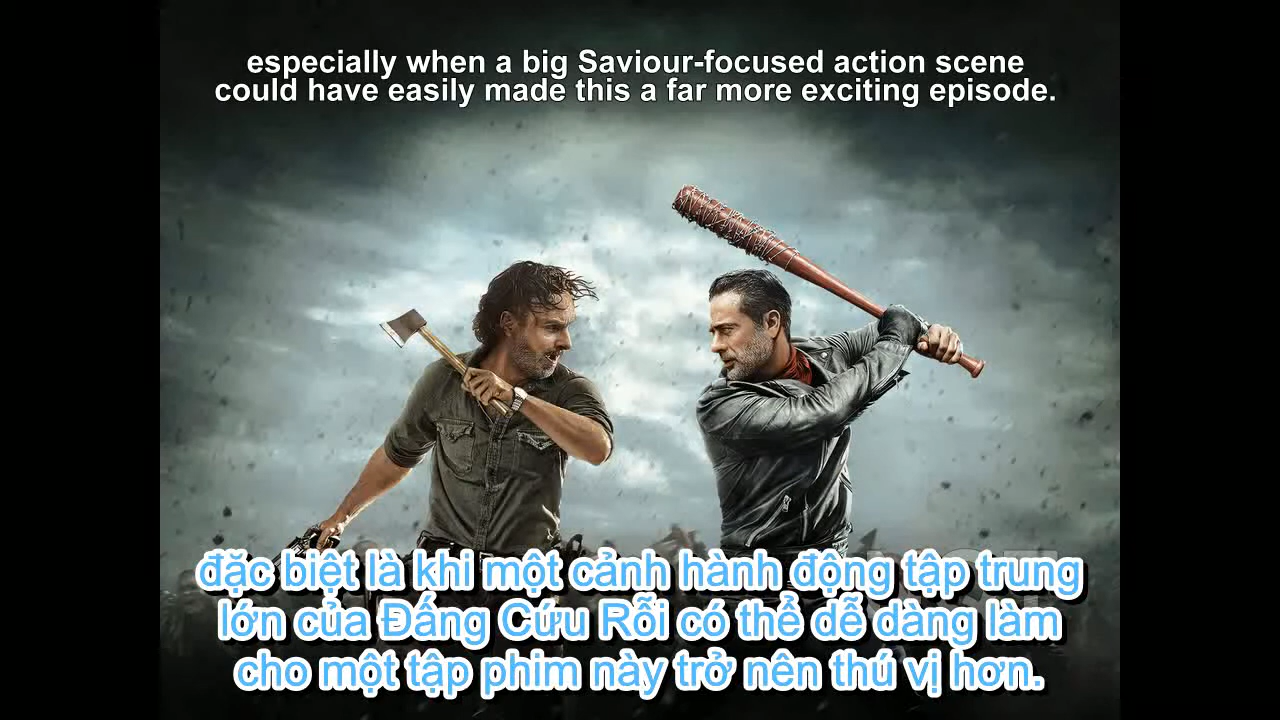 especially when a big Saviour-focused action scene
could have easily made this a far more exciting episode.
đặc biệt là khi một cảnh hành động tập trung
lớn của Đấng Cứu Rỗi có thể dễ dàng làm
cho một tập phim này trở nên thú vị hơn.